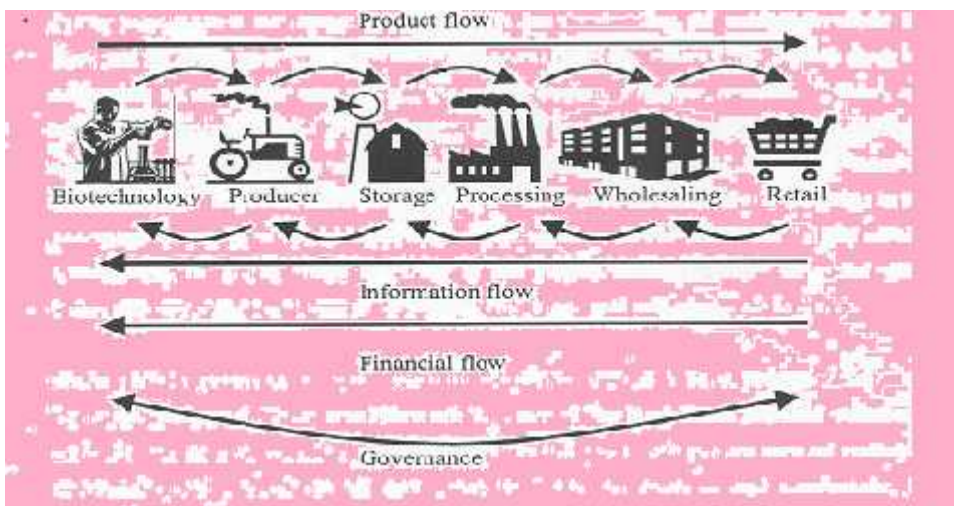 Product flow
Biotechnology Producer Storage Processing Wholesaling Retail
Information flow
Financial flow
Governance